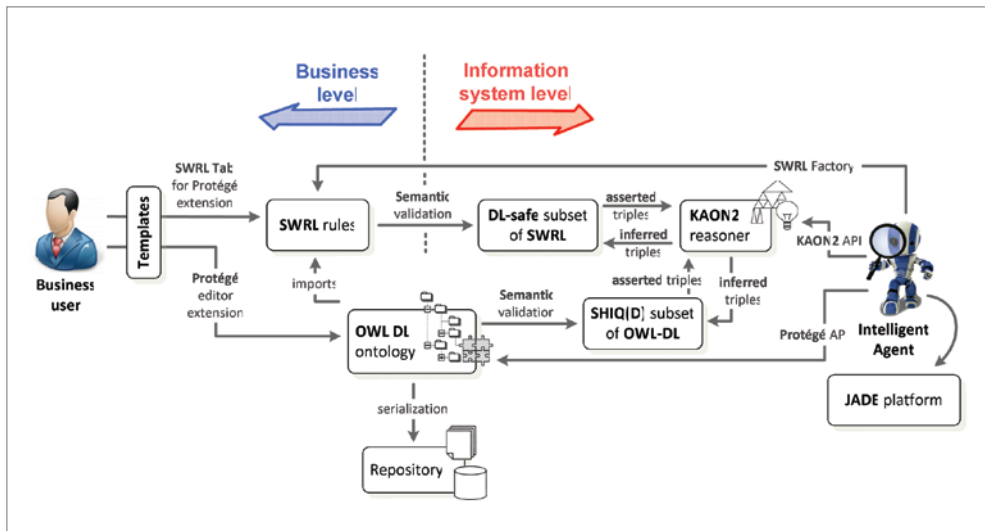 Business
level
Information
system level
SWRL Tab
for Protégé
extension
SWRL Factory
Templates
SWRL rules
Semantic
validation
DL-safe subset
of SWRL
asserted
triples
inferred
triples
KAON2
reasoner
KAON2 API
Business
user
Protégé
editor
extension
imports
OWL DL
ontology
Semantic
validation
asserted triples
inferred
triples
SHIQ(D) subset
of OWL-DL
Protégé AP
Intelligent
Agent
JADE platform
serialization
Repository